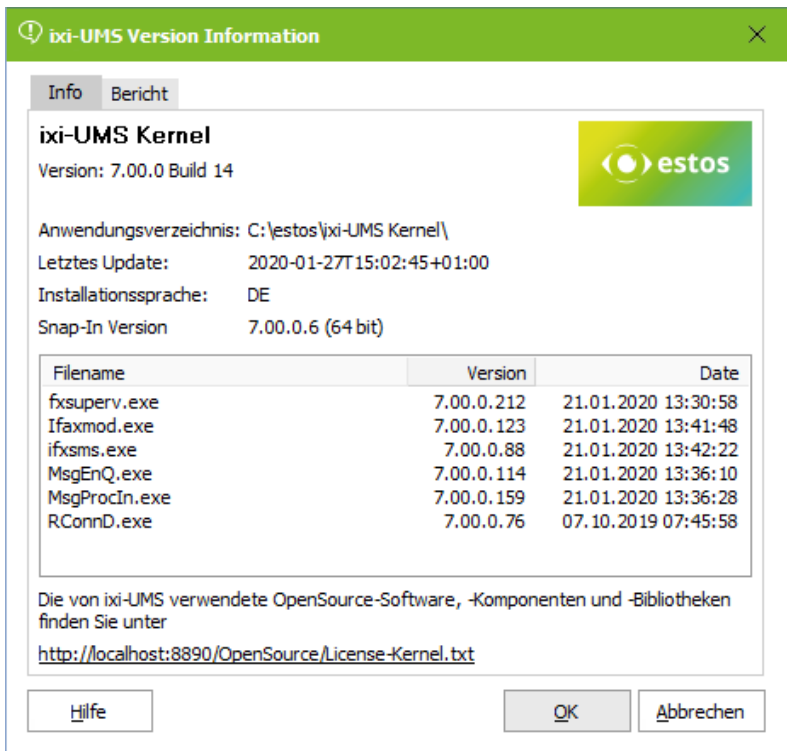 ixi-UMS Version Information
Info Bericht
ixi-UMS Kernel
estos
Version: 7.00.0 Build 14
Anwendungsverzeichnis: C:\estos\ixi-UMS Kernel\
Letztes Update: 2020-01-27T15:02:45+01:00
Installationssprache: DE
Snap-In Version 7.00.0.6 (64 bit)
Filename Version Date
fxsuperv.exe 7.00.0.212 21.01.2020 13:30:58
Ifaxmod.exe 7.00.0.123 21.01.2020 13:41:48
ifxsms.exe 7.00.0.88 21.01.2020 13:42:22
MsgEnQ.exe 7.00.0.114 21.01.2020 13:36:10
MsgProcIn.exe 7.00.0.159 21.01.2020 13:36:28
RConnD.exe 7.00.0.76 07.10.2019 07:45:58
Die von ixi-UMS verwendete OpenSource-Software, -Komponenten und -Bibliotheken
finden Sie unter
http://localhost:8890/OpenSource/License-Kernel.txt
Hilfe OK Abbrechen